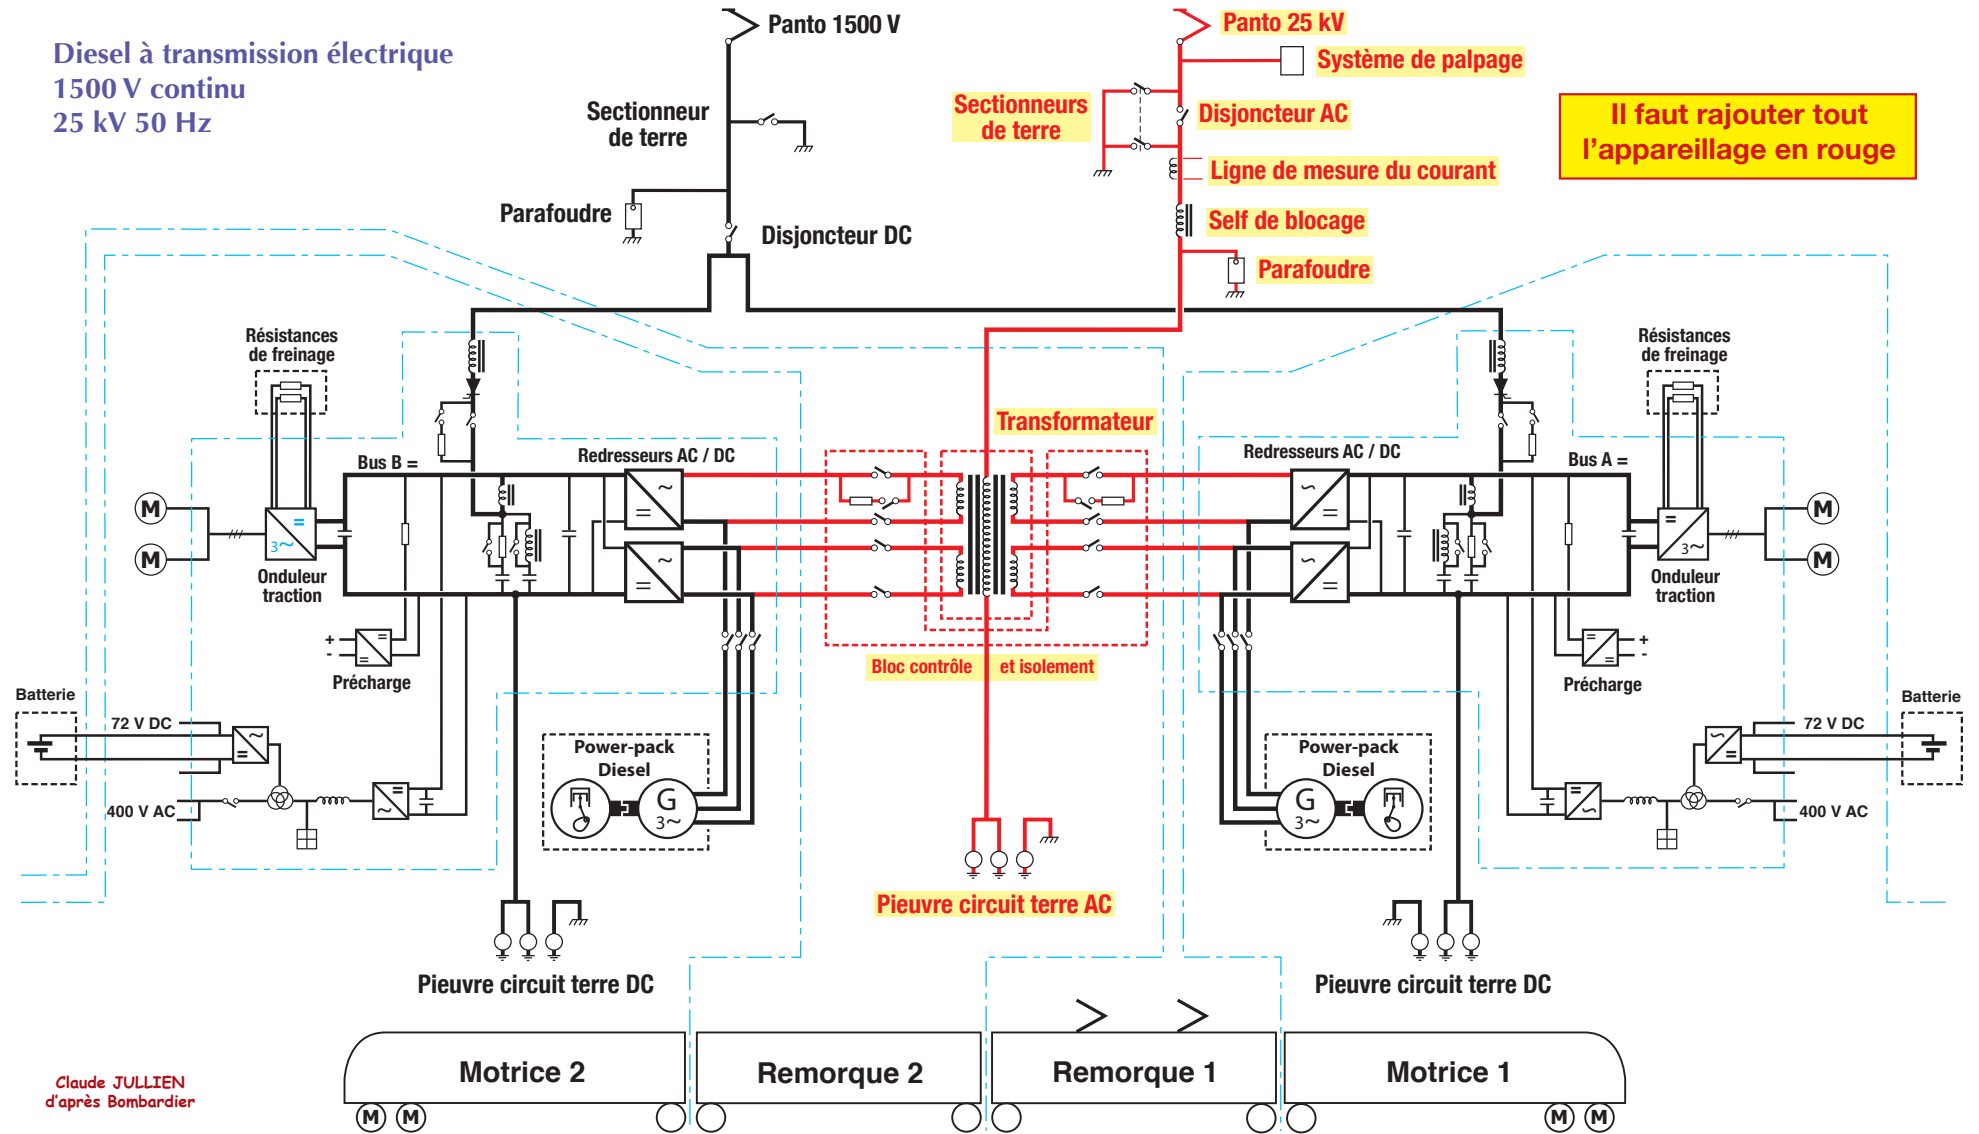 Diesel à transmission électrique
1500 V continu
25 kV 50 Hz
Panto 1500 V
Panto 25 kV
Système de palpage
Sectionneur
de terre
Sectionneurs
de terre
Disjoncteur AC
Il faut rajouter tout
l'appareillage en rouge
Ligne de mesure du courant
Parafoudre
Disjoncteur DC
Self de blocage
Parafoudre
Résistances
de freinage
Résistances
de freinage
Transformateur
Bus B =
Redresseurs AC / DC
Redresseurs AC / DC
Bus A =
M
M
=
3~
~
=
~
=
~
=
~
=
=
3~
M
M
Onduleur
traction
Onduleur
traction
+
-
=
=
Précharge
=
=
+
-
Précharge
Bloc contrôle et isolement
Batterie
72 V DC
~
=
400 V AC
=
~
Power-pack
Diesel
G
3~
Power-pack
Diesel
G
3~
Batterie
72 V DC
~
=
400 V AC
=
~
Pieuvre circuit terre AC
Pieuvre circuit terre DC
Pieuvre circuit terre DC
Motrice 2
Remorque 2
Remorque 1
Motrice 1
M
M
M
M
Claude JULLIEN
d'après Bombardier